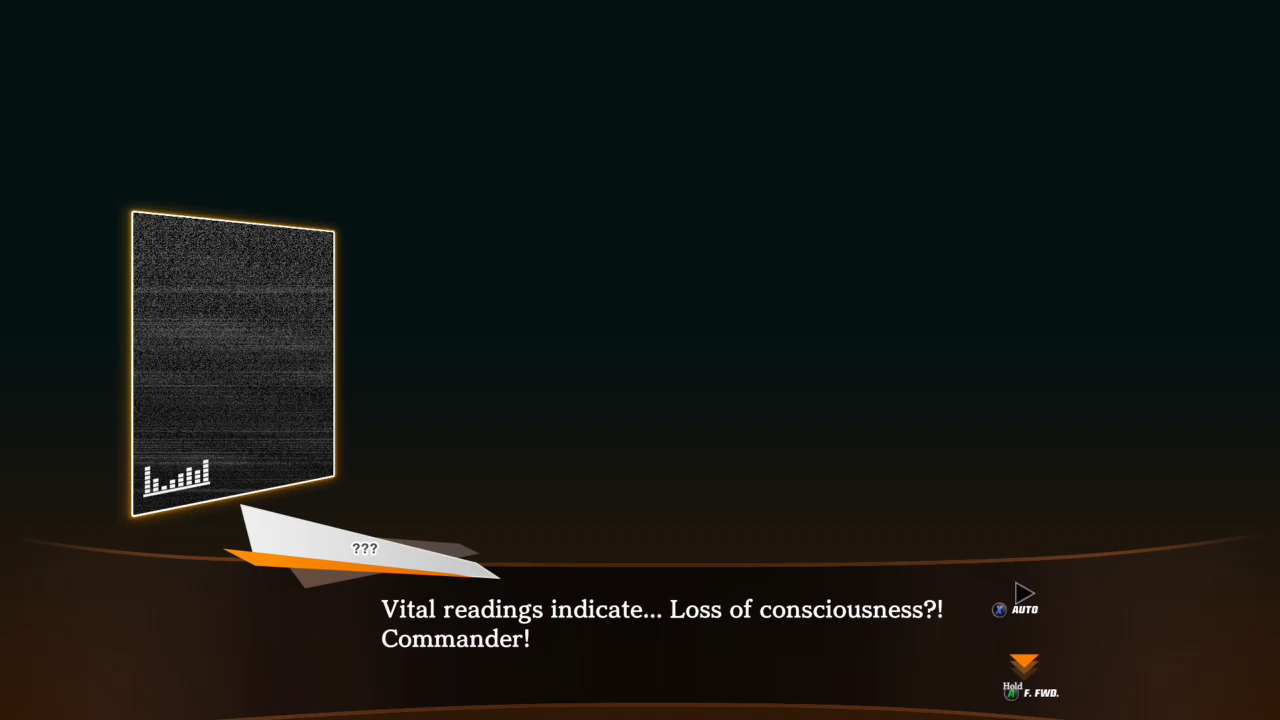 ???
Vital readings indicate... Loss of consciousness?!
Commander!
X AUTO
Hold
A F. FWD.